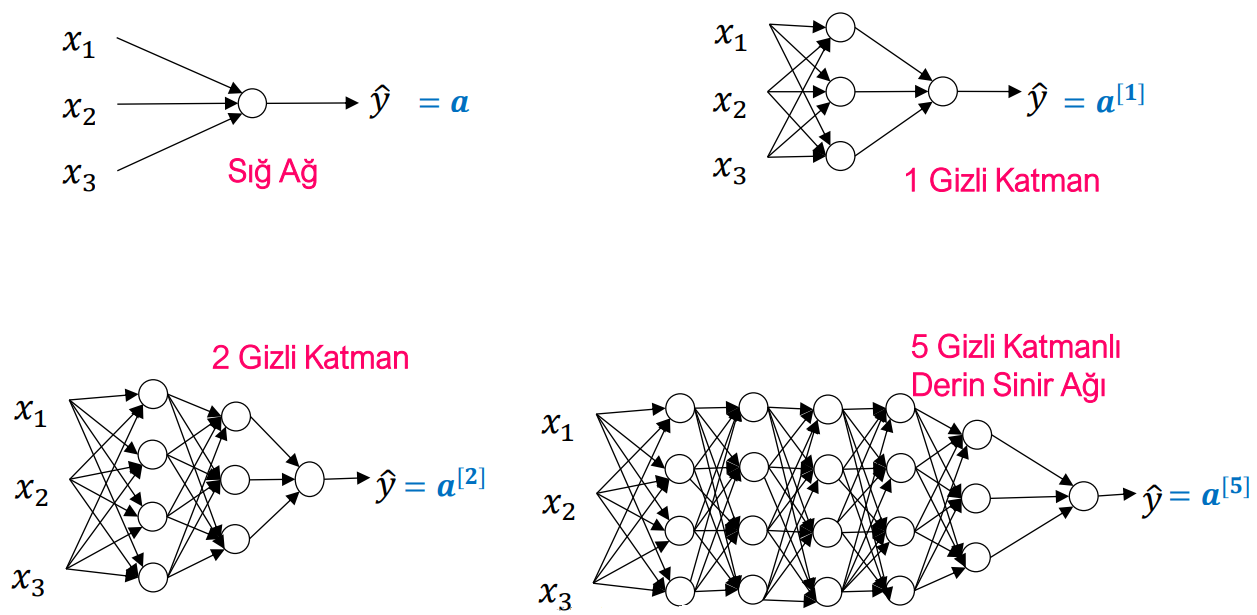 x₁
x₂
x₃
ŷ = a
Sığ Ağ
x₁
x₂
x₃
ŷ = a[1]
1 Gizli Katman
2 Gizli Katman
x₁
x₂
x₃
ŷ = a[2]
5 Gizli Katmanlı
Derin Sinir Ağı
x₁
x₂
x₃
ŷ = a[5]